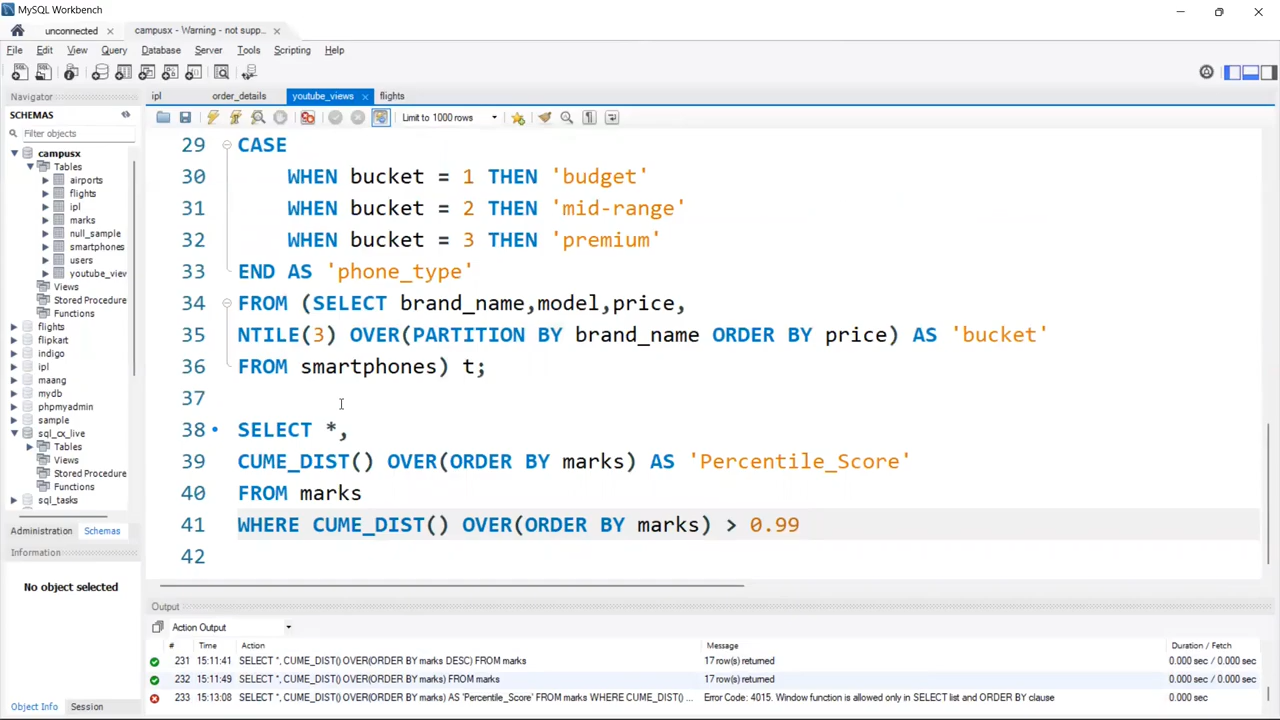 MySQL Workbench
unconnected × campusx - Warning - not supp... ×
File Edit View Query Database Server Tools Scripting Help
Navigator
SCHEMAS
Filter objects
campusx
Tables
airports
flights
ipl
marks
null_sample
smartphones
users
youtube_view
Views
Stored Procedure
Functions
flights
flipkart
indigo
ipl
maang
mydb
phpmyadmin
sample
sql_cx_live
Tables
Views
Stored Procedure
Functions
sql_tasks
Administration Schemas
Information
No object selected
Object Info Session
ipl order_details youtube_views × flights
Limit to 1000 rows
29 CASE
30 WHEN bucket = 1 THEN 'budget'
31 WHEN bucket = 2 THEN 'mid-range'
32 WHEN bucket = 3 THEN 'premium'
33 END AS 'phone_type'
34 FROM (SELECT brand_name,model,price,
35 NTILE(3) OVER(PARTITION BY brand_name ORDER BY price) AS 'bucket'
36 FROM smartphones) t;
37
38 SELECT *,
39 CUME_DIST() OVER(ORDER BY marks) AS 'Percentile_Score'
40 FROM marks
41 WHERE CUME_DIST() OVER(ORDER BY marks) > 0.99
42
Output
Action Output
# Time Action Message Duration / Fetch
231 15:11:41 SELECT *, CUME_DIST() OVER(ORDER BY marks DESC) FROM marks 17 row(s) returned 0.000 sec / 0.000 sec
232 15:11:49 SELECT *, CUME_DIST() OVER(ORDER BY marks) FROM marks 17 row(s) returned 0.000 sec / 0.000 sec
233 15:13:08 SELECT *, CUME_DIST() OVER(ORDER BY marks) AS 'Percentile_Score' FROM marks WHERE CUME_DIST() ... Error Code: 4015. Window function is allowed only in SELECT list and ORDER BY clause 0.000 sec